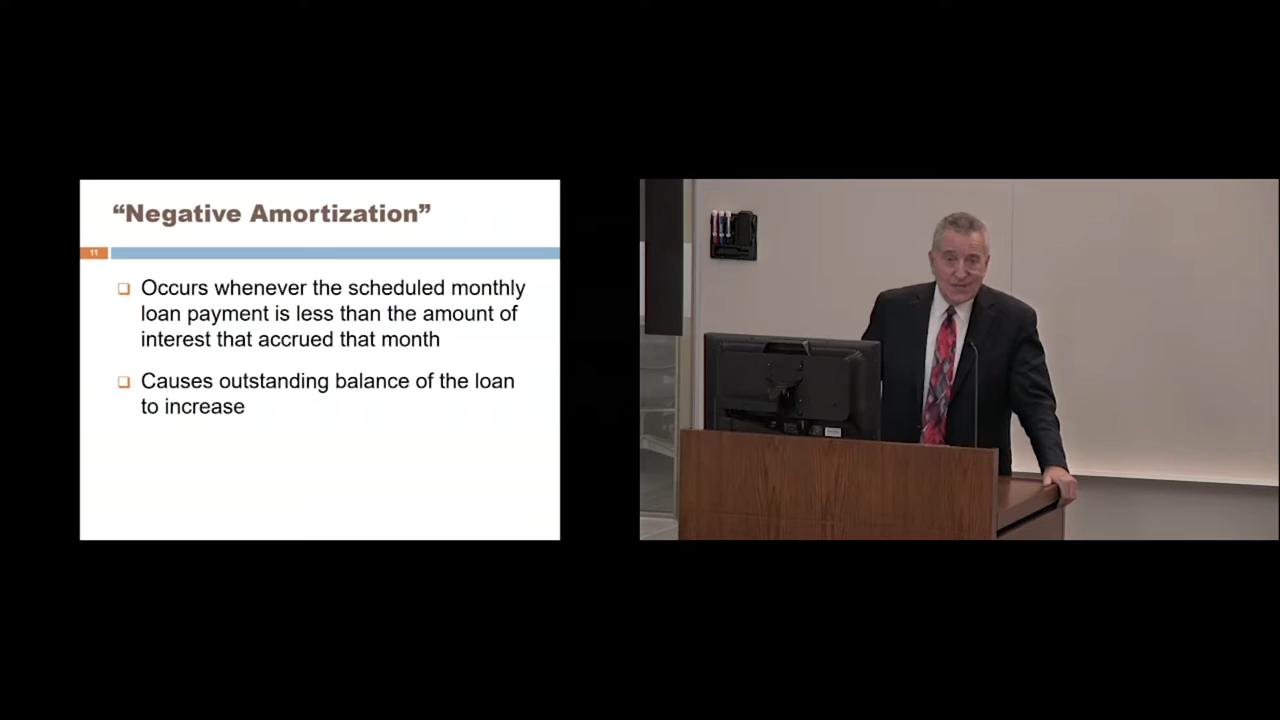 “Negative Amortization”
11
❑ Occurs whenever the scheduled monthly
loan payment is less than the amount of
interest that accrued that month
❑ Causes outstanding balance of the loan
to increase